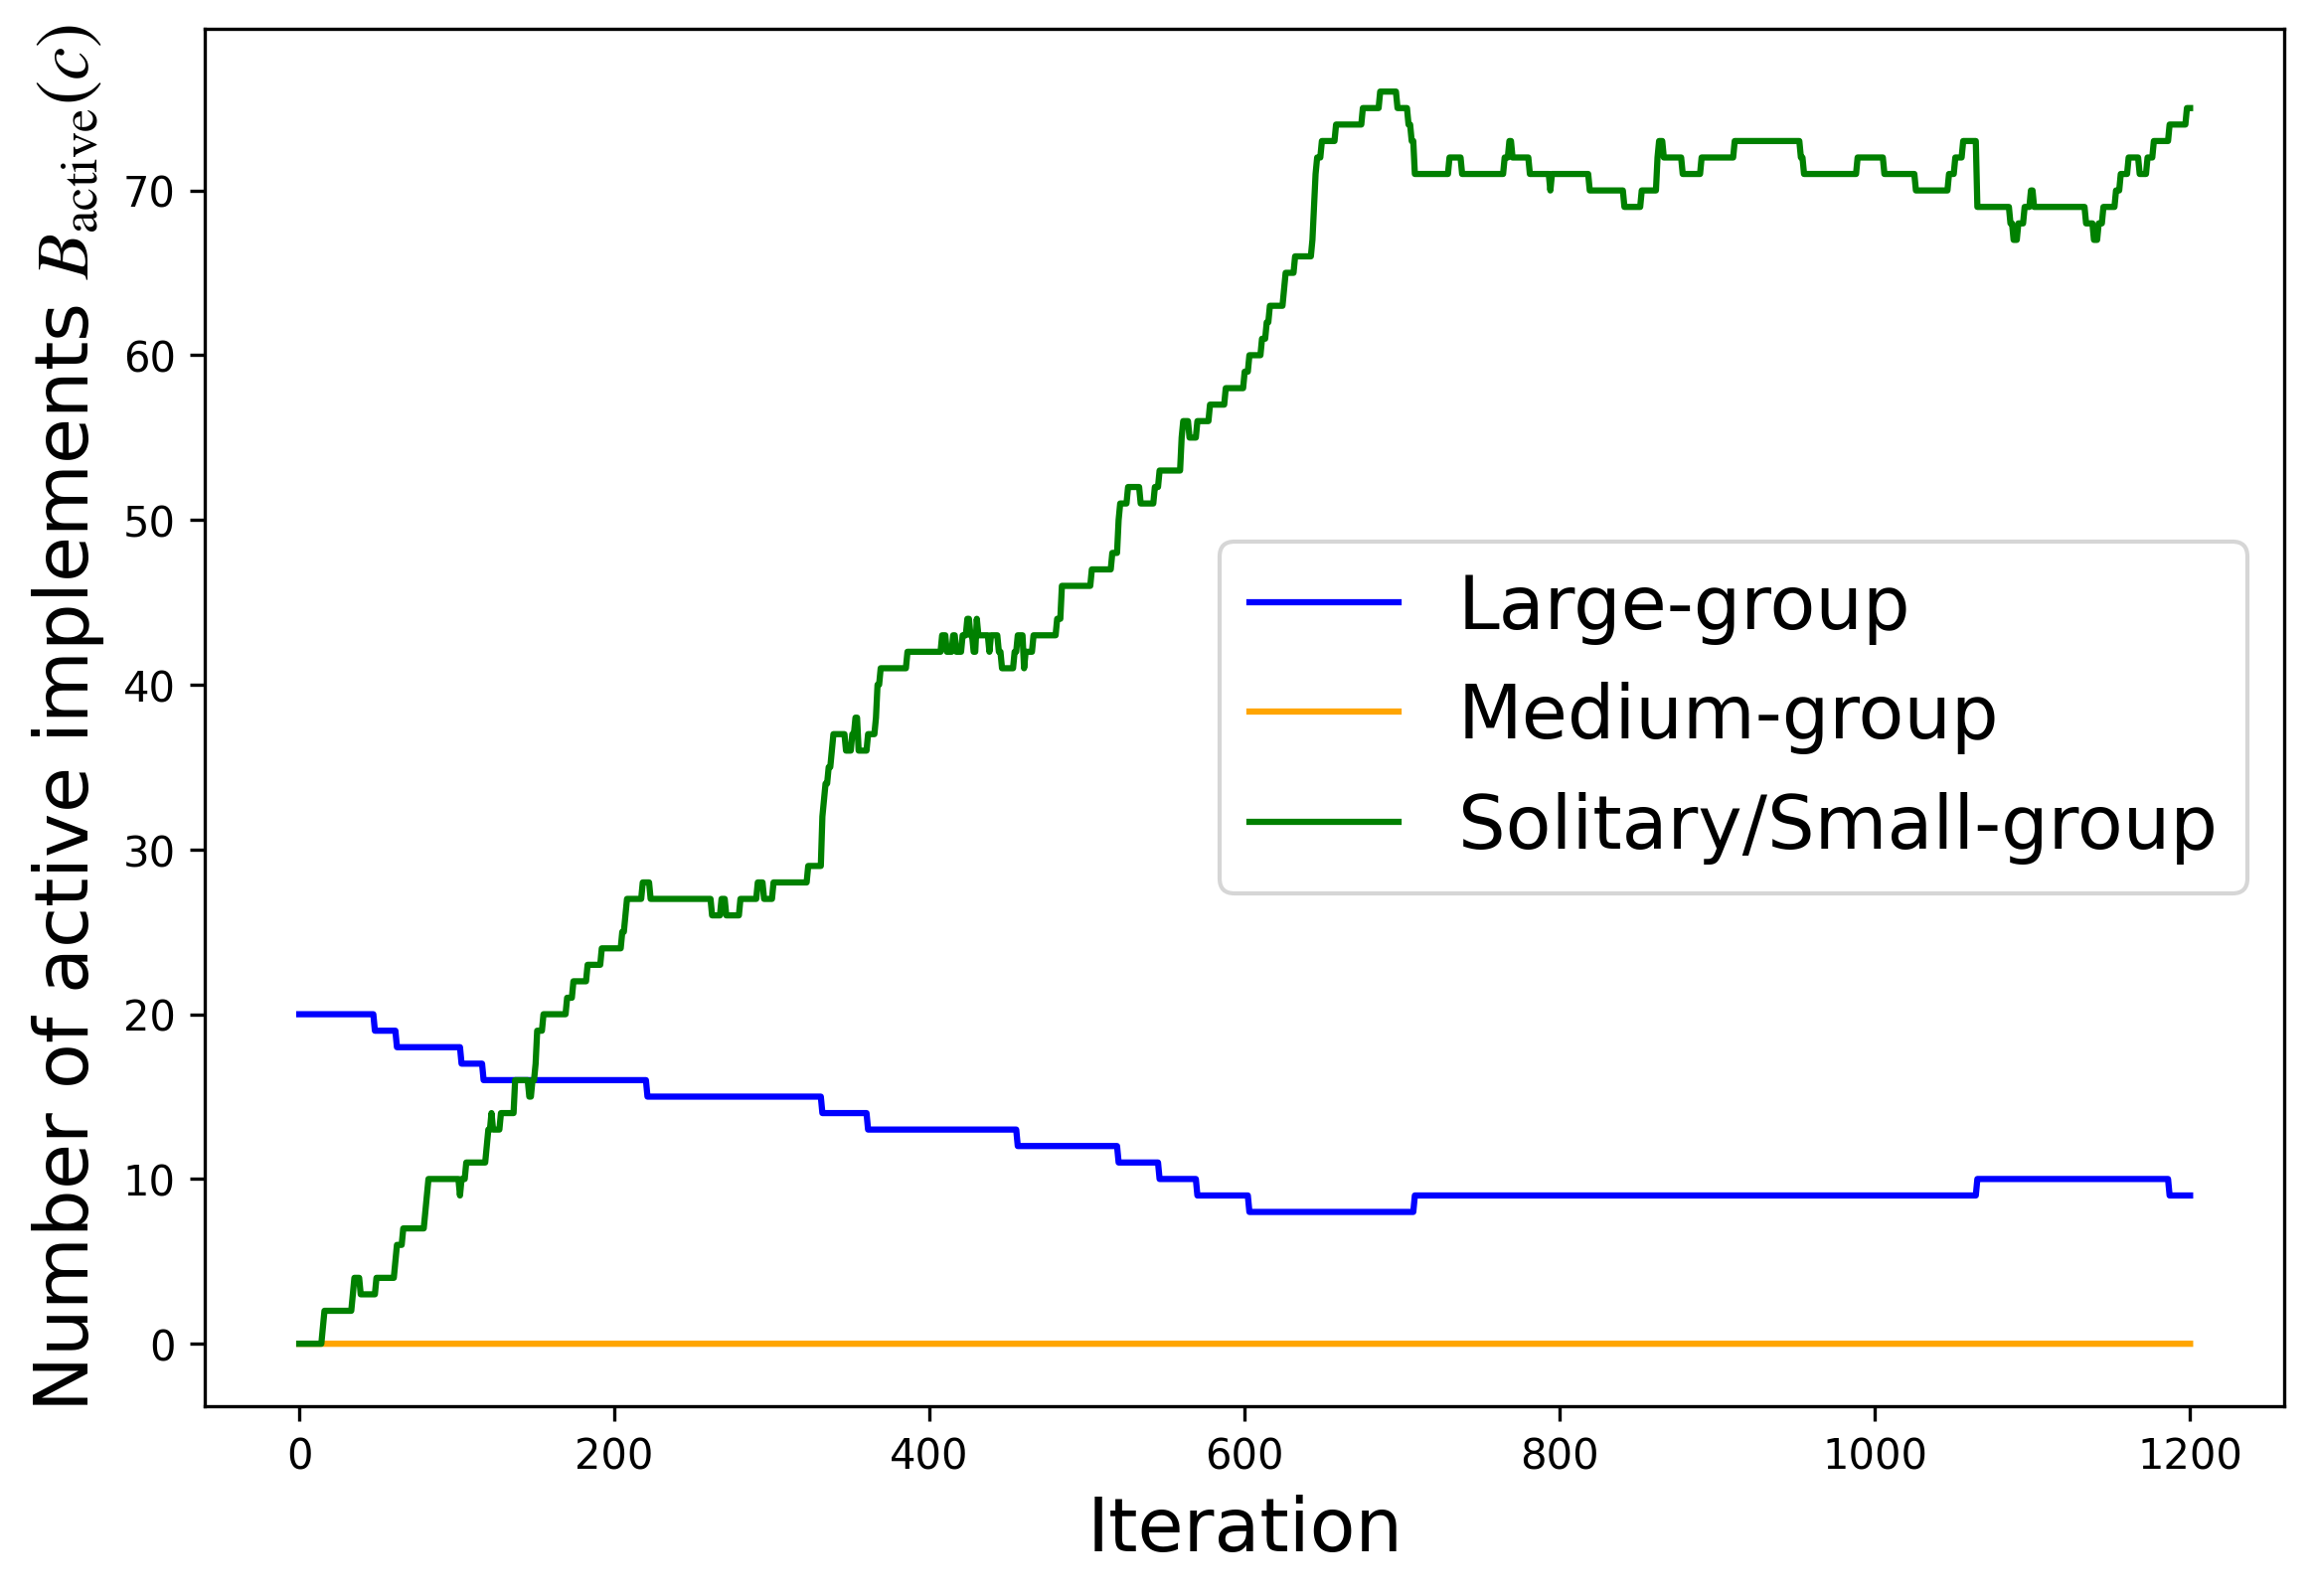 Number of active implements B_active(c)
70
60
50
40
30
20
10
0
Large-group
Medium-group
Solitary/Small-group
0 200 400 600 800 1000 1200
Iteration